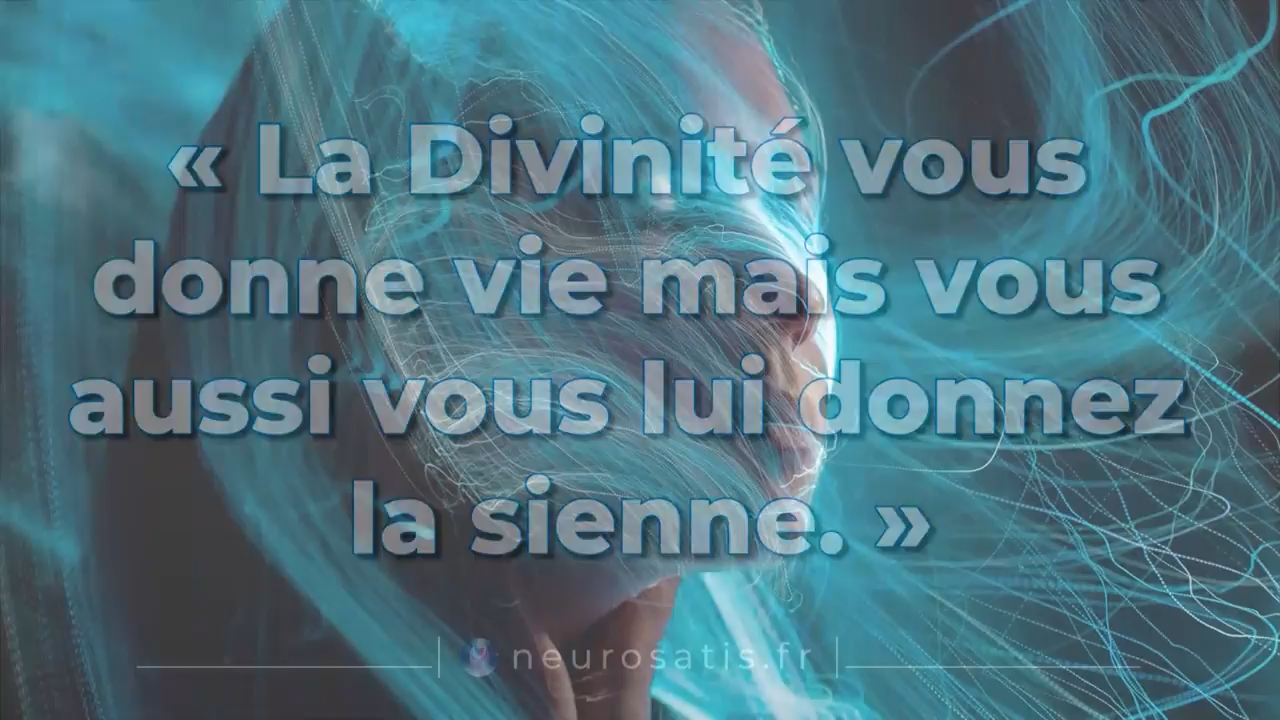 « La Divinité vous
donne vie mais vous
aussi vous lui donnez
la sienne. »
neurosatis.fr